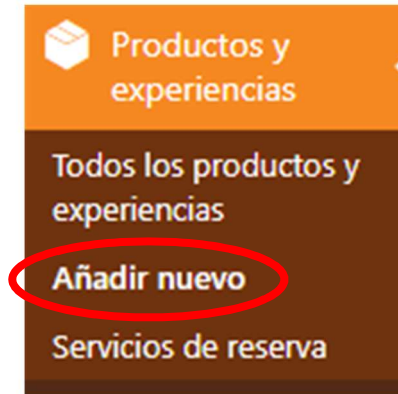 Productos y
experiencias
Todos los productos y
experiencias
Añadir nuevo
Servicios de reserva